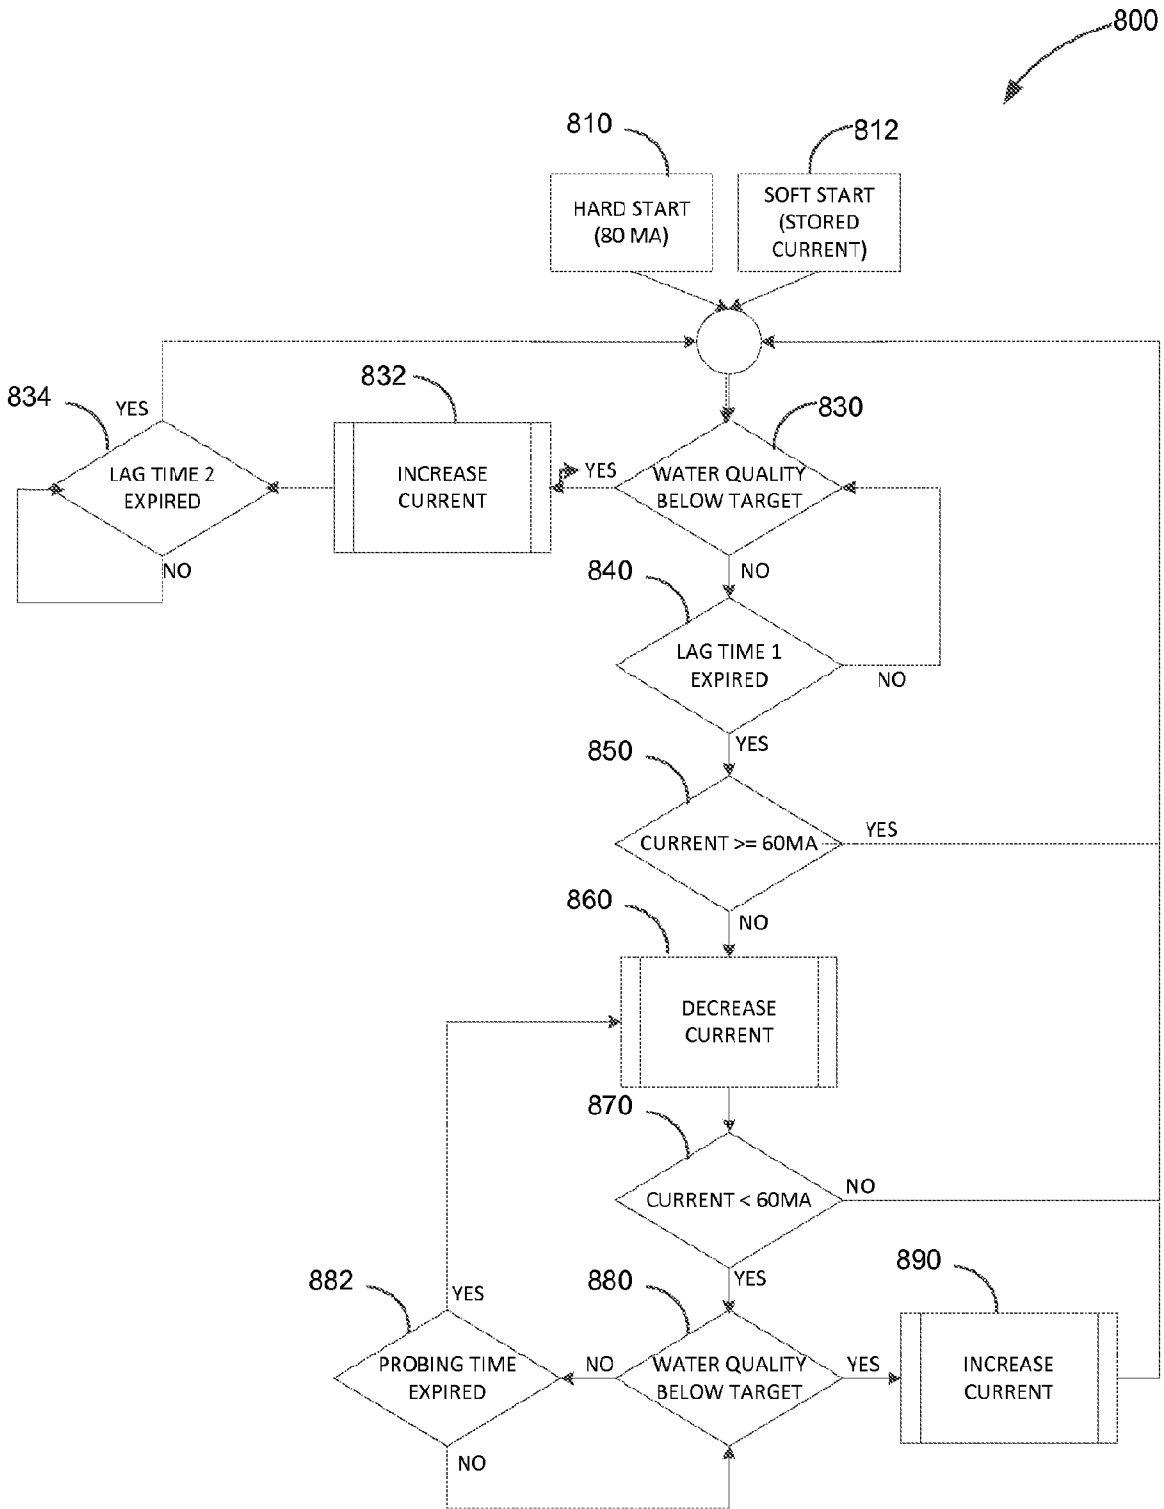 800
810
812
HARD START
(80 MA)
SOFT START
(STORED
CURRENT)
834
832
830
YES
LAG TIME 2
EXPIRED
INCREASE
CURRENT
YES
WATER QUALITY
BELOW TARGET
NO
NO
840
LAG TIME 1
EXPIRED
NO
YES
850
CURRENT >= 60MA
YES
NO
860
DECREASE
CURRENT
870
CURRENT < 60MA
NO
YES
882
880
890
YES
PROBING TIME
EXPIRED
NO
WATER QUALITY
BELOW TARGET
YES
INCREASE
CURRENT
NO